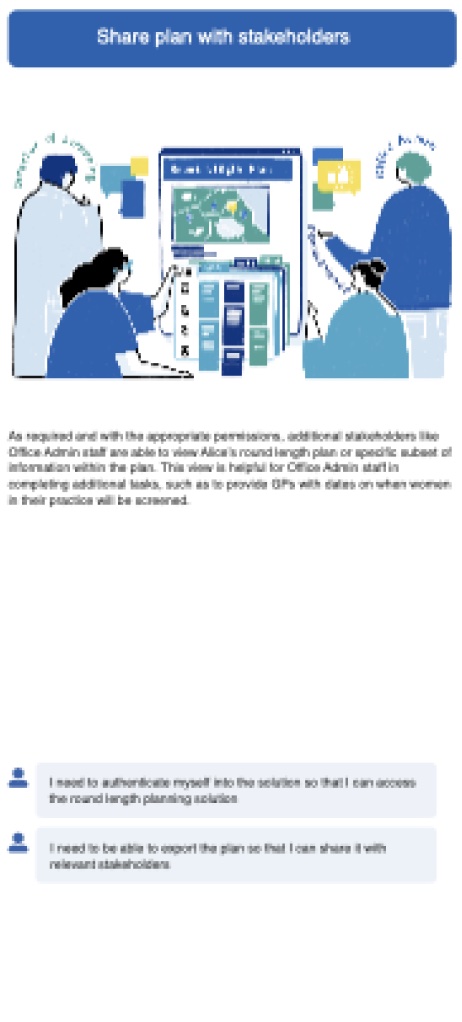 Share plan with stakeholders
Director of Screening
Office Admin
Round Length Plan
As required and with the appropriate permissions, additional stakeholders like
Office Admin staff are able to view Alice's round length plan or specific subset of
information within the plan. This view is helpful for Office Admin staff in
completing additional tasks, such as to provide GPs with dates on when women
in their practice will be screened.
I need to authenticate myself into the solution so that I can access
the round length planning solution
I need to be able to export the plan so that I can share it with
relevant stakeholders